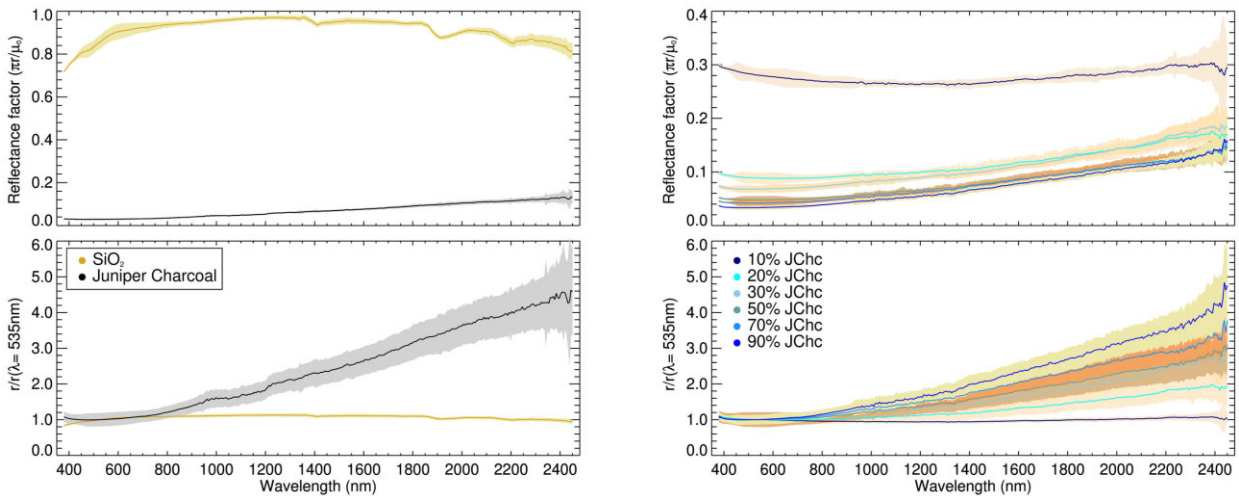 Reflectance factor (πr/μ₀)
1.0
0.8
0.6
0.4
0.2
0.0
r/r(λ= 535nm)
6.0
5.0
4.0
3.0
2.0
1.0
0.0
SiO₂
Juniper Charcoal
400 600 800 1000 1200 1400 1600 1800 2000 2200 2400
Wavelength (nm)
Reflectance factor (πr/μ₀)
0.4
0.3
0.2
0.1
0.0
r/r(λ= 535nm)
6.0
5.0
4.0
3.0
2.0
1.0
0.0
10% JChc
20% JChc
30% JChc
50% JChc
70% JChc
90% JChc
400 600 800 1000 1200 1400 1600 1800 2000 2200 2400
Wavelength (nm)